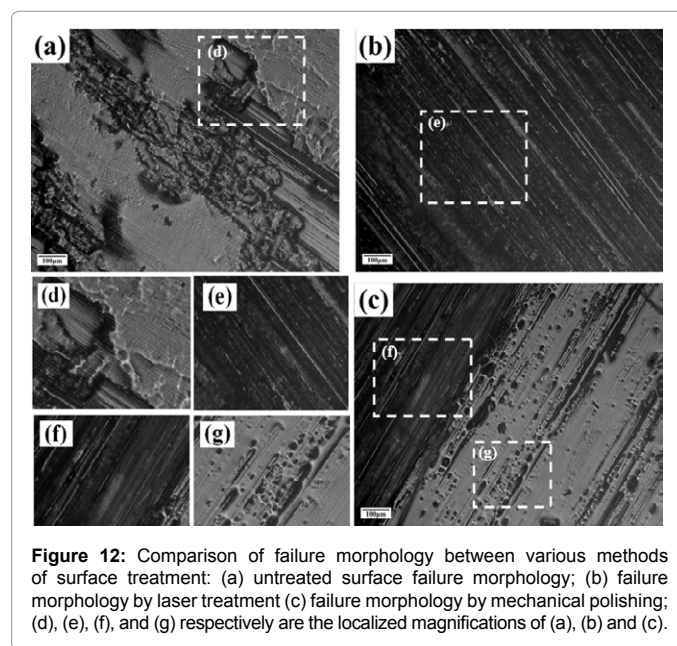 (a)
(d)
100μm
(b)
(e)
100μm
(d)
(e)
(f)
(g)
(c)
(f)
(g)
100μm
Figure 12: Comparison of failure morphology between various methods
of surface treatment: (a) untreated surface failure morphology; (b) failure
morphology by laser treatment (c) failure morphology by mechanical polishing;
(d), (e), (f), and (g) respectively are the localized magnifications of (a), (b) and (c).